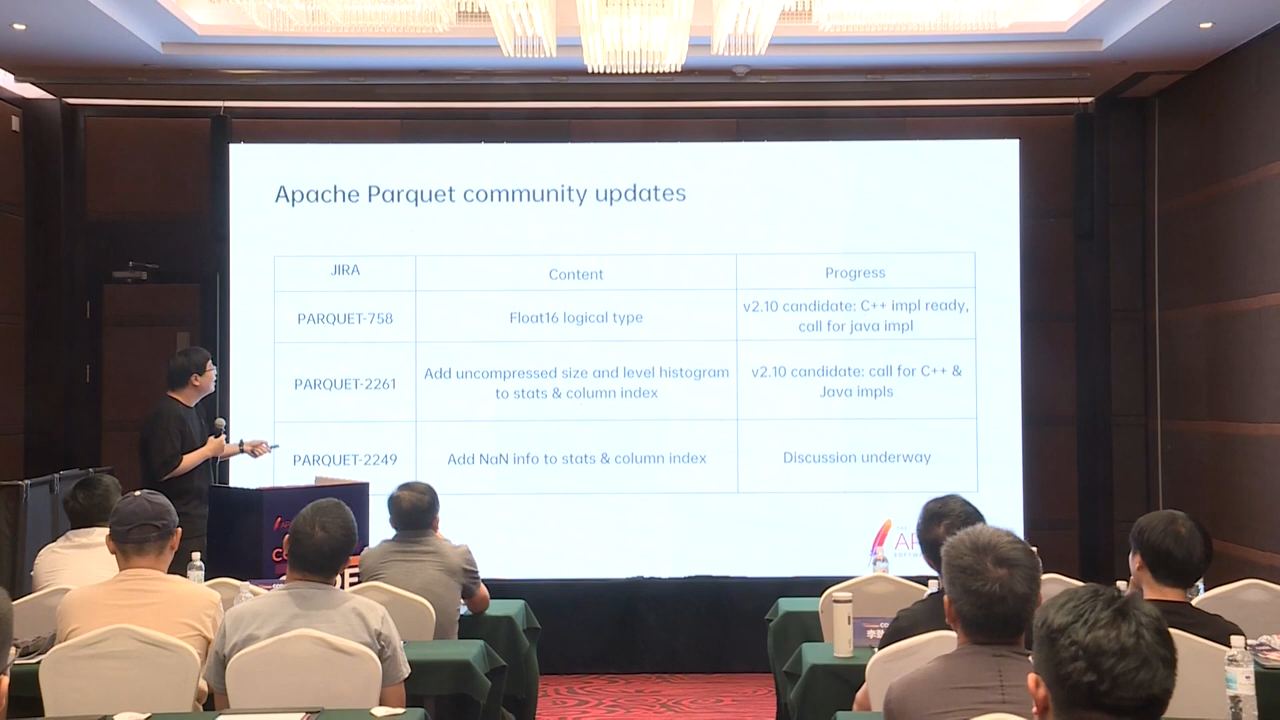 Apache Parquet community updates
JIRA
Content
Progress
PARQUET-758
Float16 logical type
v2.10 candidate: C++ impl ready,
call for java impl
PARQUET-2261
Add uncompressed size and level histogram
to stats & column index
v2.10 candidate: call for C++ &
Java impls
PARQUET-2249
Add NaN info to stats & column index
Discussion underway
THE